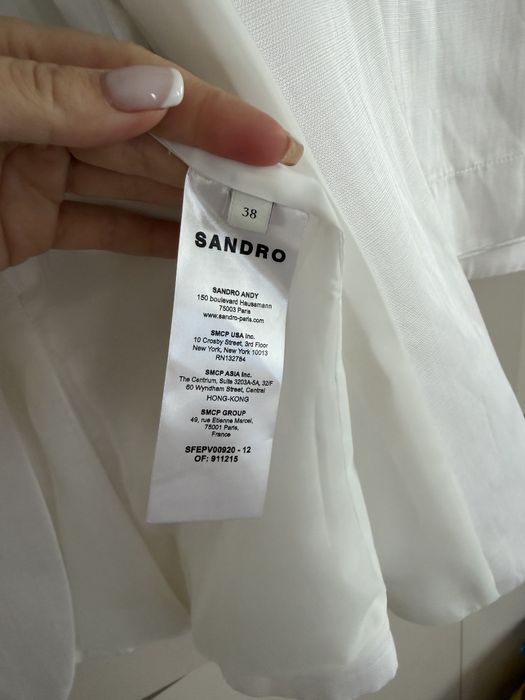 38
SANDRO
SANDRO ANDY
150 boulevard Haussmann
75003 Paris
www.sandro-paris.com
SMCP USA Inc.
10 Crosby Street, 3rd Floor
New York, New York 10013
RN132784
SMCP ASIA Inc.
The Centrium, Suite 3203A-5A, 32/F
60 Wyndham Street, Central
HONG-KONG
SMCP GROUP
49, rue Etienne Marcel,
75001 Paris,
France
SFEPV00920 - 12
OF: 911215